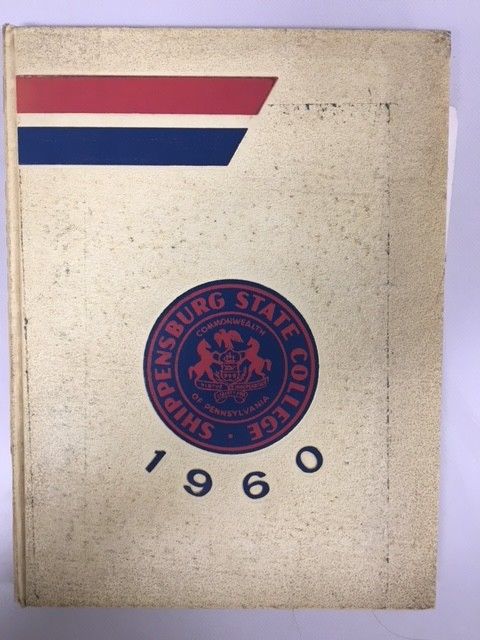 SHIPPENSBURG STATE COLLEGE
COMMONWEALTH
OF PENNSYLVANIA
1960